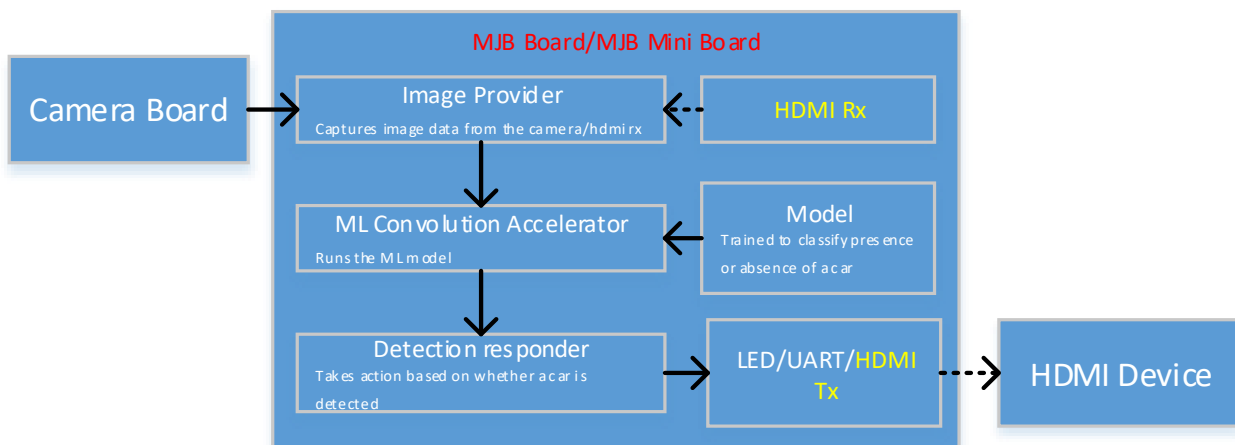 MJB Board/MJB Mini Board
Camera Board
Image Provider
Captures image data from the camera/hdmi rx
HDMI Rx
ML Convolution Accelerator
Runs the ML model
Model
Trained to classify presence
or absence of a car
Detection responder
Takes action based on whether a car is
detected
LED/UART/HDMI
Tx
HDMI Device